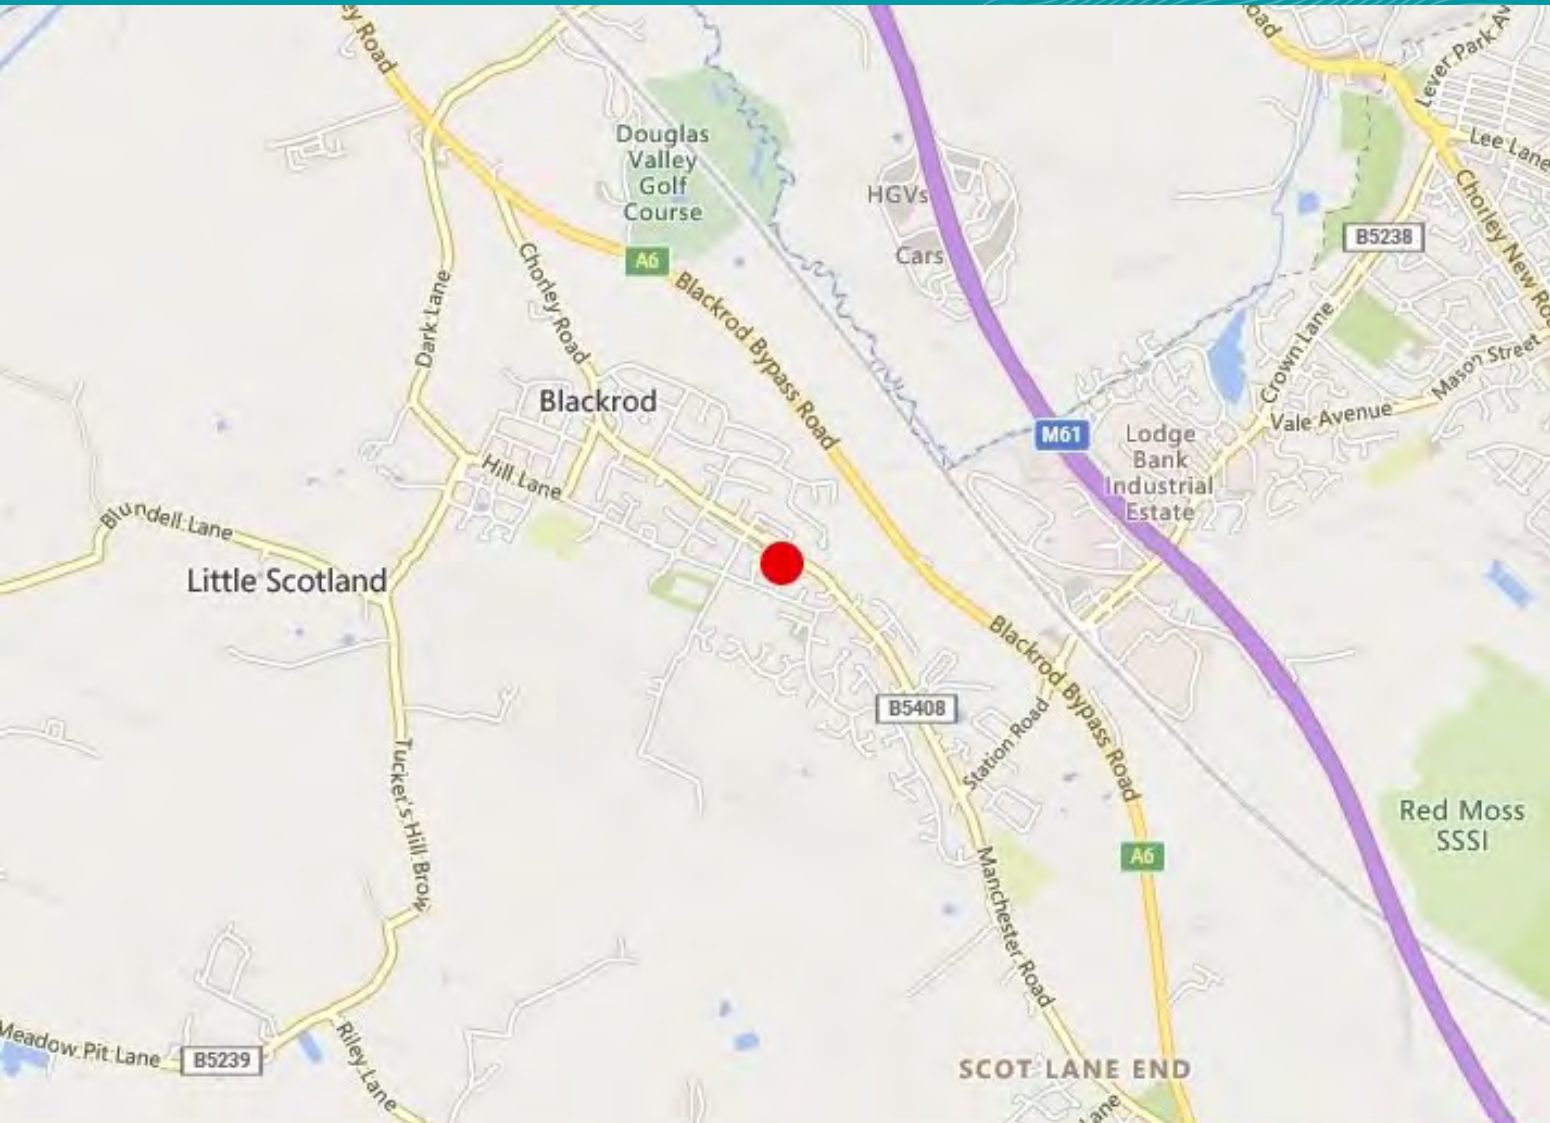 ey Road
oad
Lever Park Av
Lee Lane
Douglas
Valley
Golf
Course
HGVs
Cars
B5238
Chorley New Ro
A6
Chorley Road
Dark Lane
Blackrod Bypass Road
Crown Lane
Mason Street
Vale Avenue
Blackrod
M61
Lodge
Bank
Industrial
Estate
Hill Lane
Blundell Lane
Little Scotland
Blackrod Bypass Road
B5408
Station Road
Tucker's Hill Brow
Red Moss
SSSI
A6
Manchester Road
Meadow Pit Lane
B5239
Riley Lane
SCOT LANE END
Lane